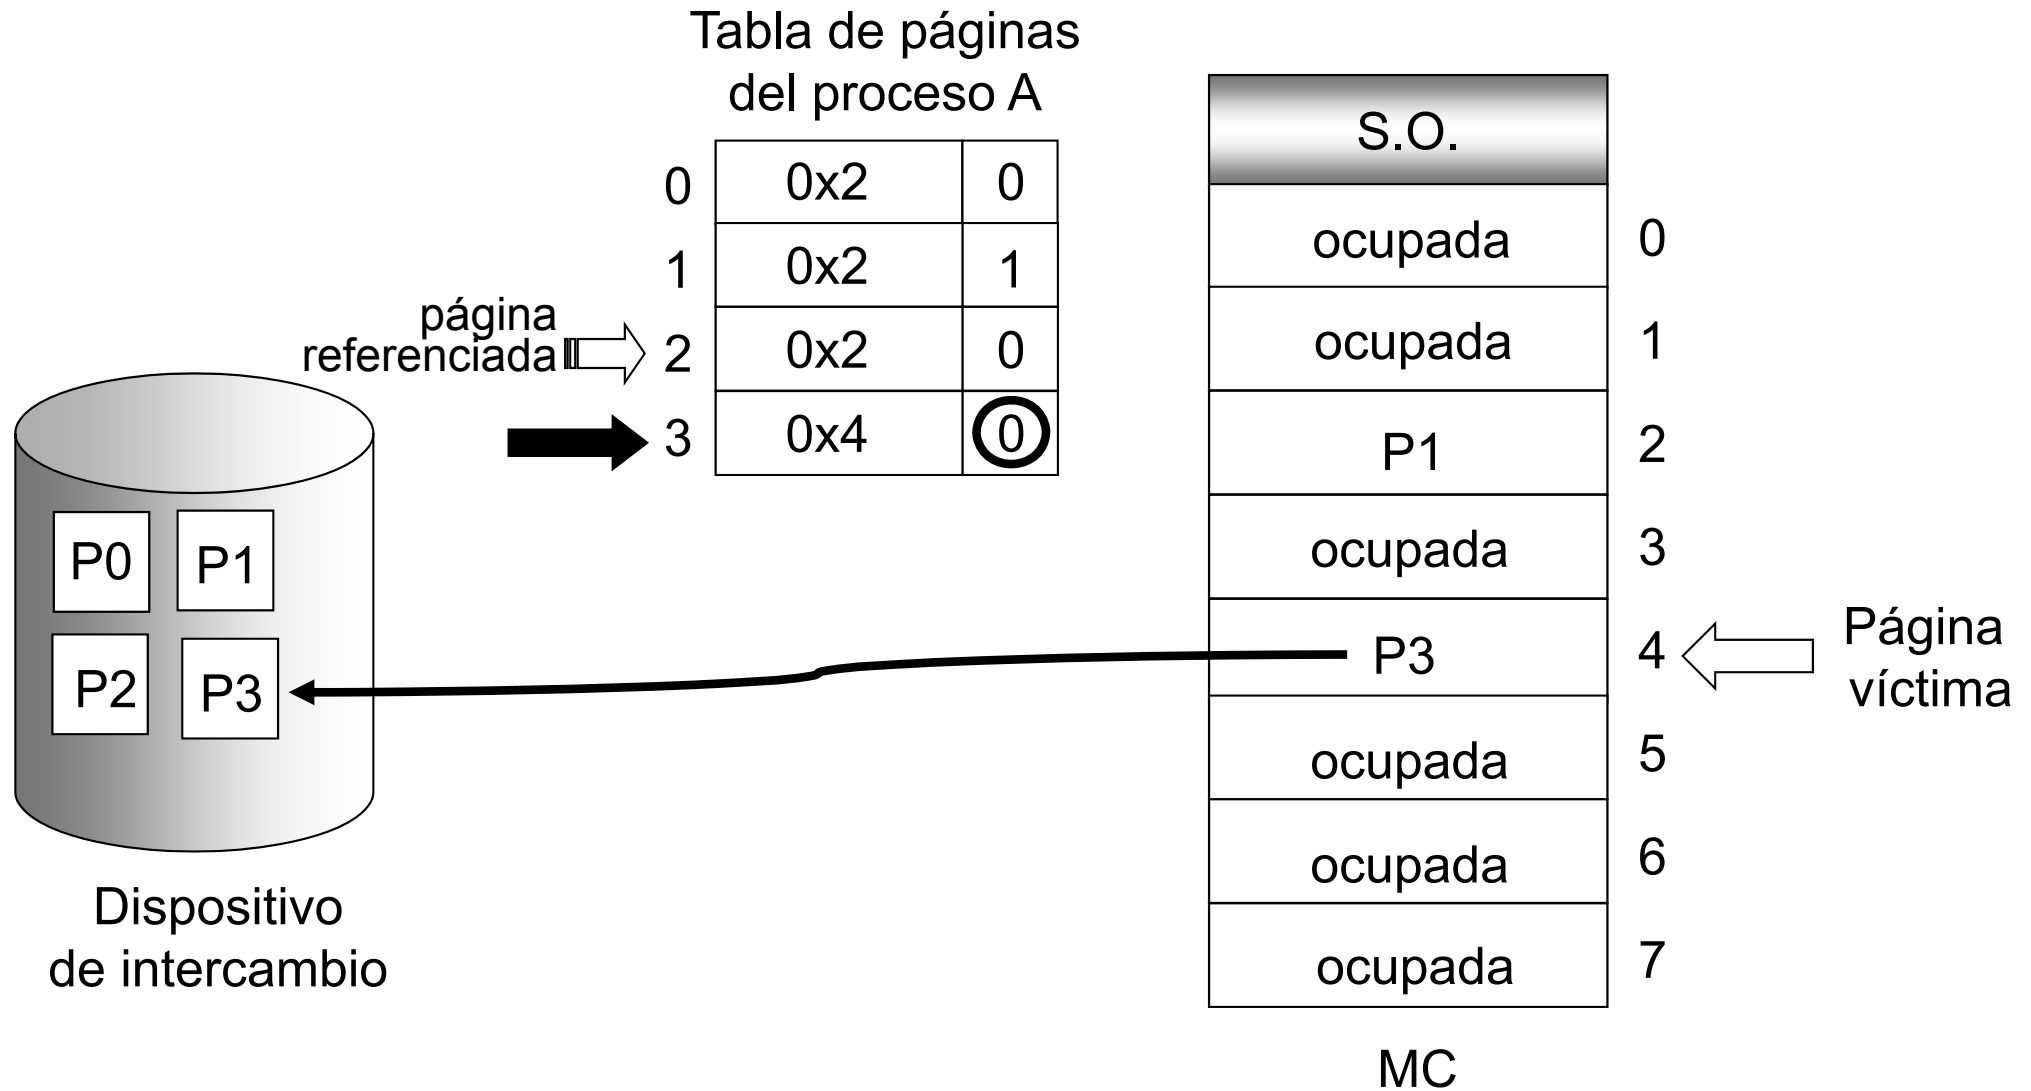 Tabla de páginas
del proceso A
0 0x2 0
1 0x2 1
2 0x2 0
3 0x4 0
página
referenciada
S.O.
ocupada 0
ocupada 1
P1 2
ocupada 3
P3 4
ocupada 5
ocupada 6
ocupada 7
MC
Página
víctima
P0 P1
P2 P3
Dispositivo
de intercambio